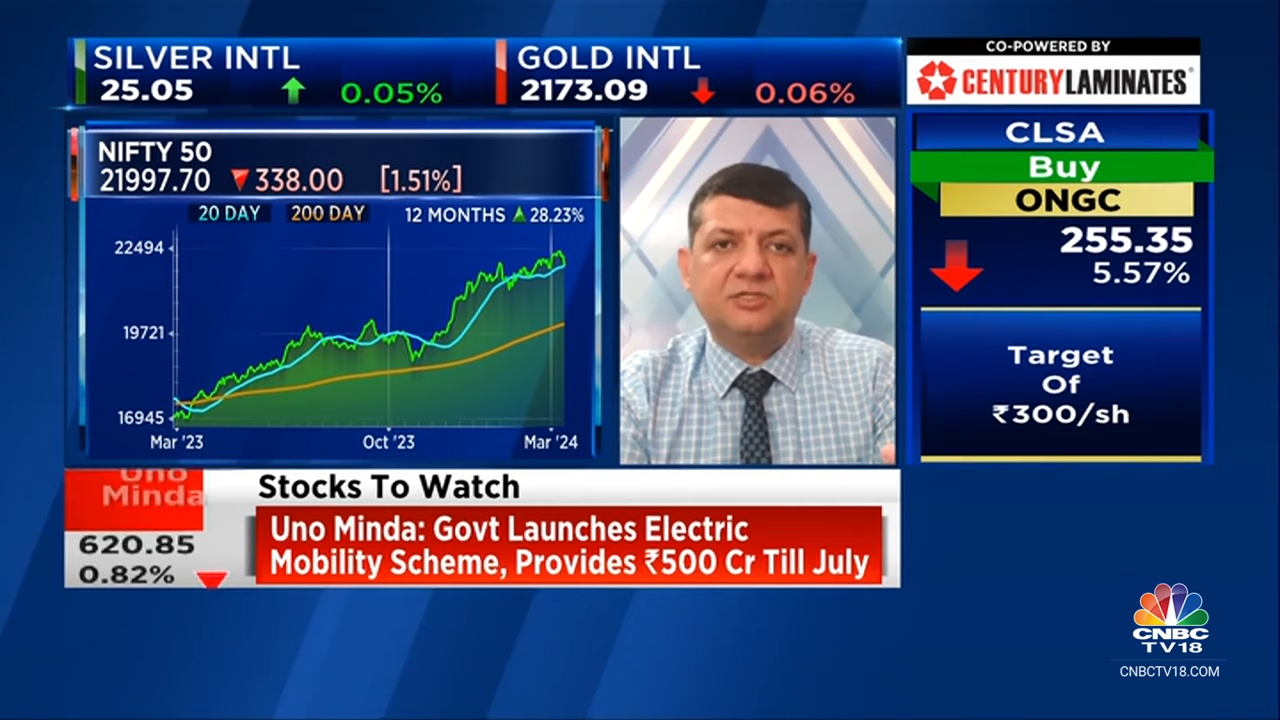 SILVER INTL
25.05 0.05%
GOLD INTL
2173.09 0.06%
CO-POWERED BY
CENTURYLAMINATES®
NIFTY 50
21997.70 ▼338.00 [1.51%]
20 DAY 200 DAY 12 MONTHS ▲ 28.23%
22494
19721
16945
Mar '23 Oct '23 Mar '24
CLSA
Buy
ONGC
255.35
5.57%
Target
Of
₹300/sh
Uno
Minda
620.85
0.82%
Stocks To Watch
Uno Minda: Govt Launches Electric
Mobility Scheme, Provides ₹500 Cr Till July
CNBC
TV18
CNBCTV18.COM